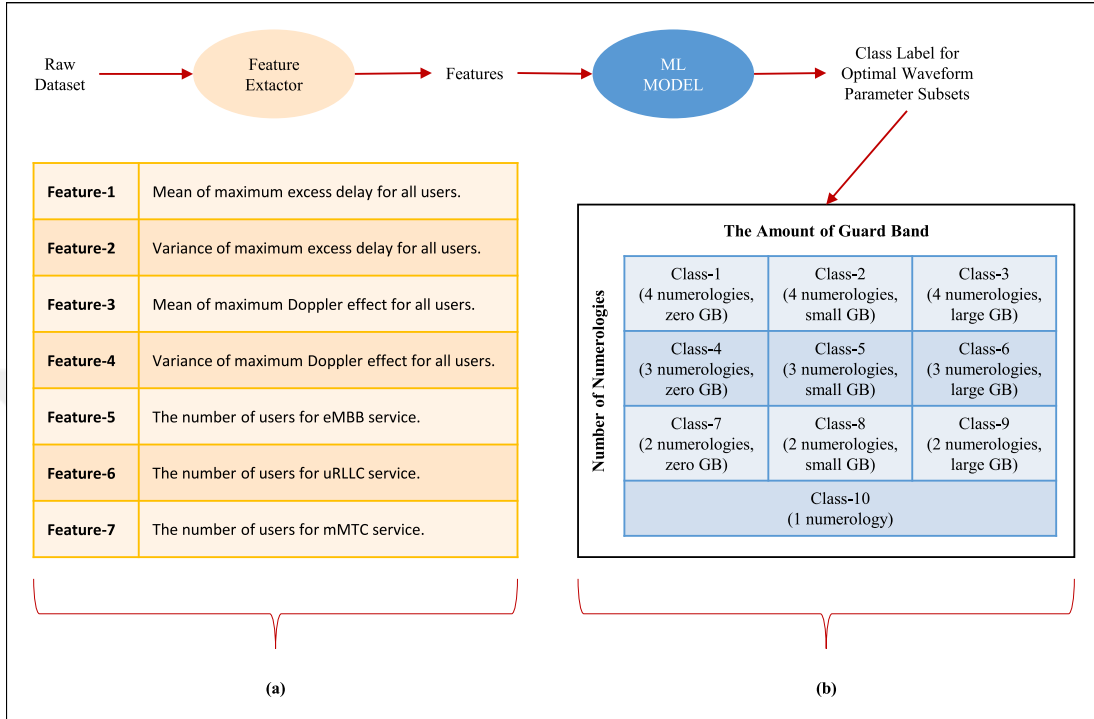 Raw
Dataset
Feature
Extactor
Features
ML
MODEL
Class Label for
Optimal Waveform
Parameter Subsets
Feature-1 Mean of maximum excess delay for all users.
Feature-2 Variance of maximum excess delay for all users.
Feature-3 Mean of maximum Doppler effect for all users.
Feature-4 Variance of maximum Doppler effect for all users.
Feature-5 The number of users for eMBB service.
Feature-6 The number of users for uRLLC service.
Feature-7 The number of users for mMTC service.
(a)
The Amount of Guard Band
Number of Numerologies
Class-1
(4 numerologies,
zero GB)
Class-2
(4 numerologies,
small GB)
Class-3
(4 numerologies,
large GB)
Class-4
(3 numerologies,
zero GB)
Class-5
(3 numerologies,
small GB)
Class-6
(3 numerologies,
large GB)
Class-7
(2 numerologies,
zero GB)
Class-8
(2 numerologies,
small GB)
Class-9
(2 numerologies,
large GB)
Class-10
(1 numerology)
(b)